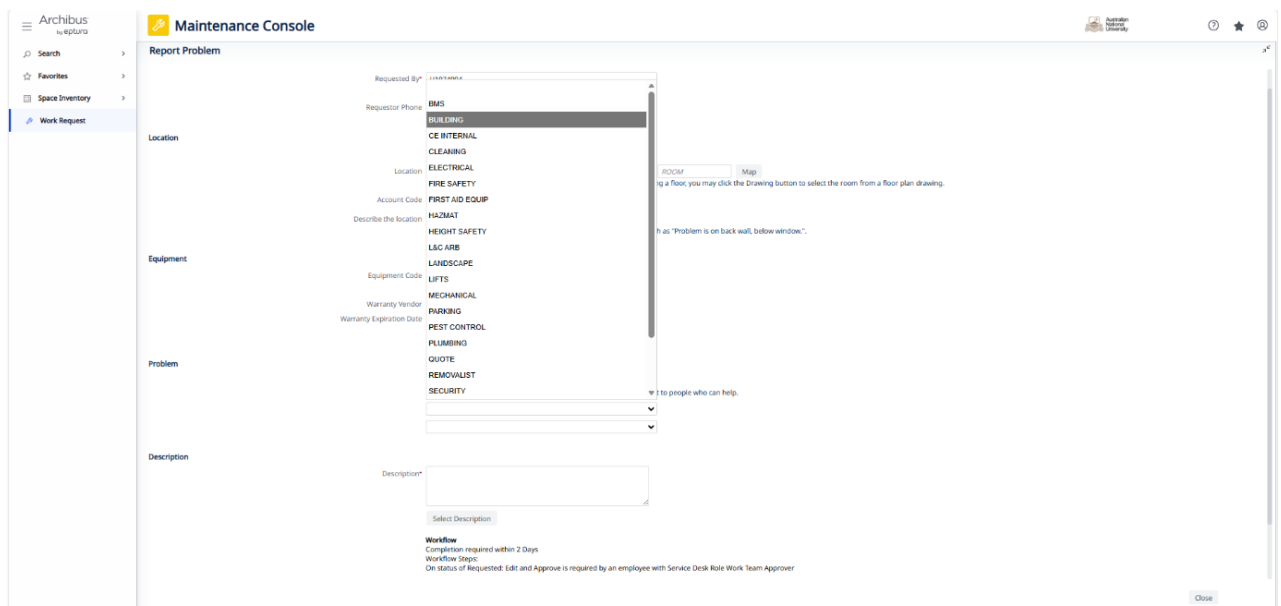 Archibus
by eptura
Maintenance Console
Australian
National
University
Search
Favorites
Space Inventory
Work Request
Report Problem
Requested By*
Requestor Phone
BMS
BUILDING
Location
CE INTERNAL
CLEANING
Location
ELECTRICAL
ROOM
Map
FIRE SAFETY
g a floor, you may click the Drawing button to select the room from a floor plan drawing.
Account Code
FIRST AID EQUIP
Describe the location
HAZMAT
HEIGHT SAFETY
h as "Problem is on back wall, below window.".
L&C ARB
Equipment
LANDSCAPE
Equipment Code
LIFTS
MECHANICAL
Warranty Vendor
PARKING
Warranty Expiration Date
PEST CONTROL
PLUMBING
Problem
QUOTE
REMOVALIST
SECURITY
t to people who can help.
Description
Description*
Select Description
Workflow
Completion required within 2 Days
Workflow Steps:
On status of Requested: Edit and Approve is required by an employee with Service Desk Role Work Team Approver
Close